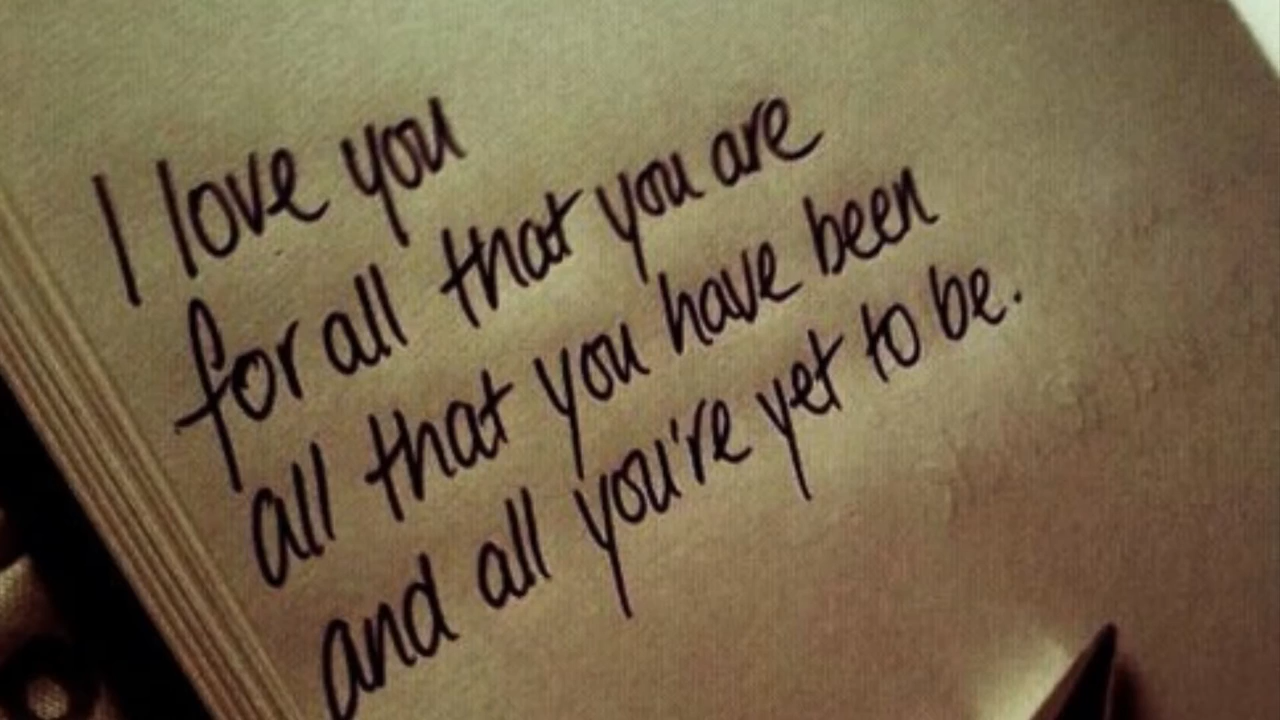 I love you
for all that you are
all that you have been
and all you're yet to be.